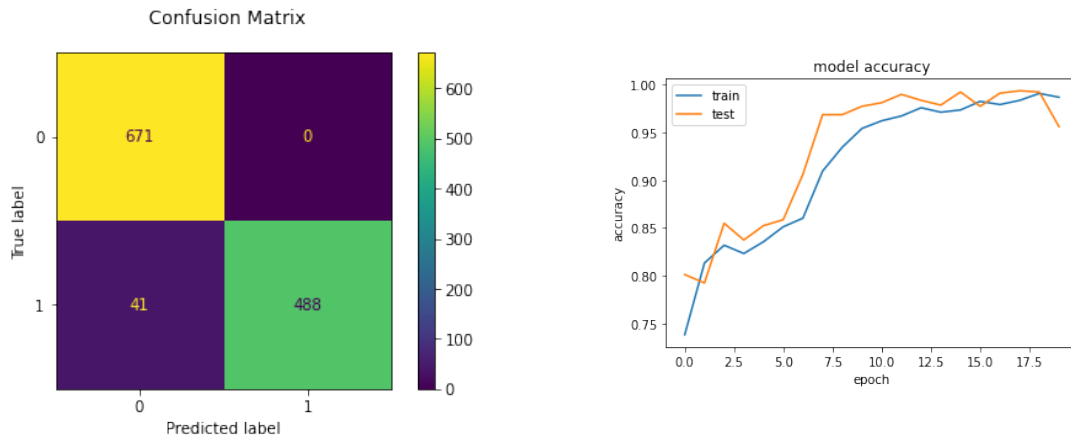 Confusion Matrix
0
1
True label
671
0
41
488
0
1
Predicted label
600
500
400
300
200
100
0
model accuracy
train
test
1.00
0.95
0.90
0.85
0.80
0.75
accuracy
0.0 2.5 5.0 7.5 10.0 12.5 15.0 17.5
epoch